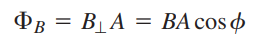 Φ_B = B_⊥ A = BA cos ϕ